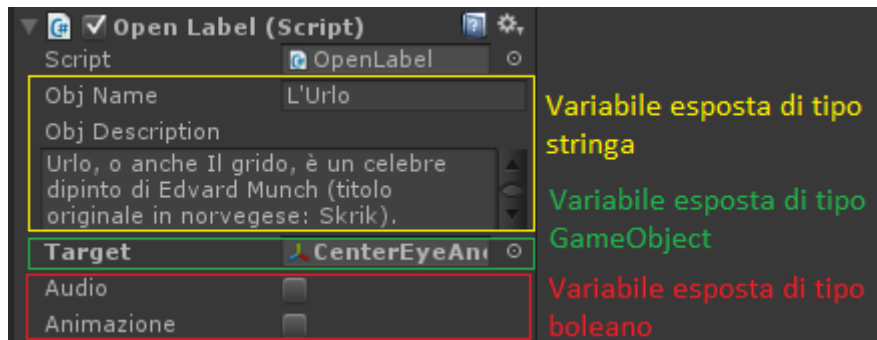 Open Label (Script)
Script OpenLabel
Obj Name L'Urlo
Obj Description
Urlo, o anche Il grido, è un celebre
dipinto di Edvard Munch (titolo
originale in norvegese: Skrik).
Target CenterEyeAn
Audio
Animazione
Variabile esposta di tipo
stringa
Variabile esposta di tipo
GameObject
Variabile esposta di tipo
boleano